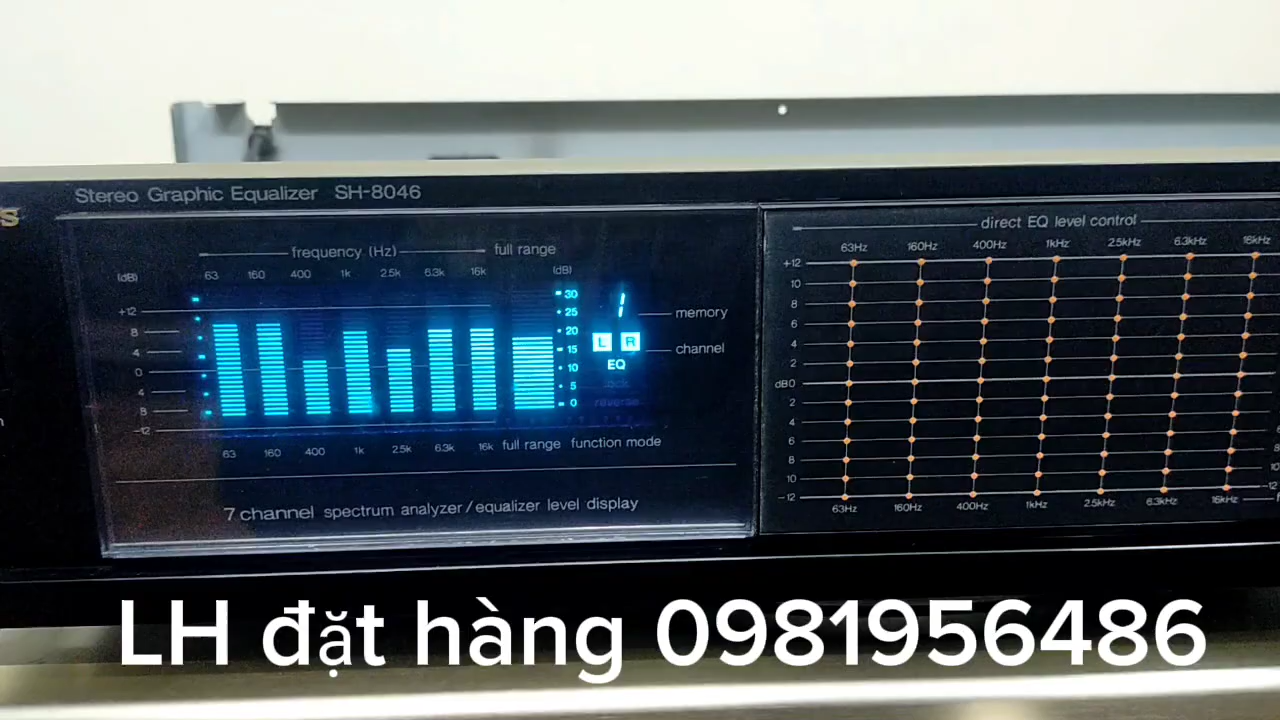 Stereo Graphic Equalizer SH-8046
frequency (Hz) full range
(dB) 63 160 400 1k 2.5k 6.3k 16k (dB)
+12
8
4
0
4
8
-12
30
25
20
15
10
5
0
1
memory
L R
channel
EQ
lock
reverse
63 160 400 1k 2.5k 6.3k 16k full range function mode
7 channel spectrum analyzer/equalizer level display
direct EQ level control
63Hz 160Hz 400Hz 1kHz 2.5kHz 6.3kHz 16kHz
+12
10
8
6
4
2
dB0
2
4
6
8
10
-12
63Hz 160Hz 400Hz 1kHz 2.5kHz 6.3kHz 16kHz
LH đặt hàng 0981956486